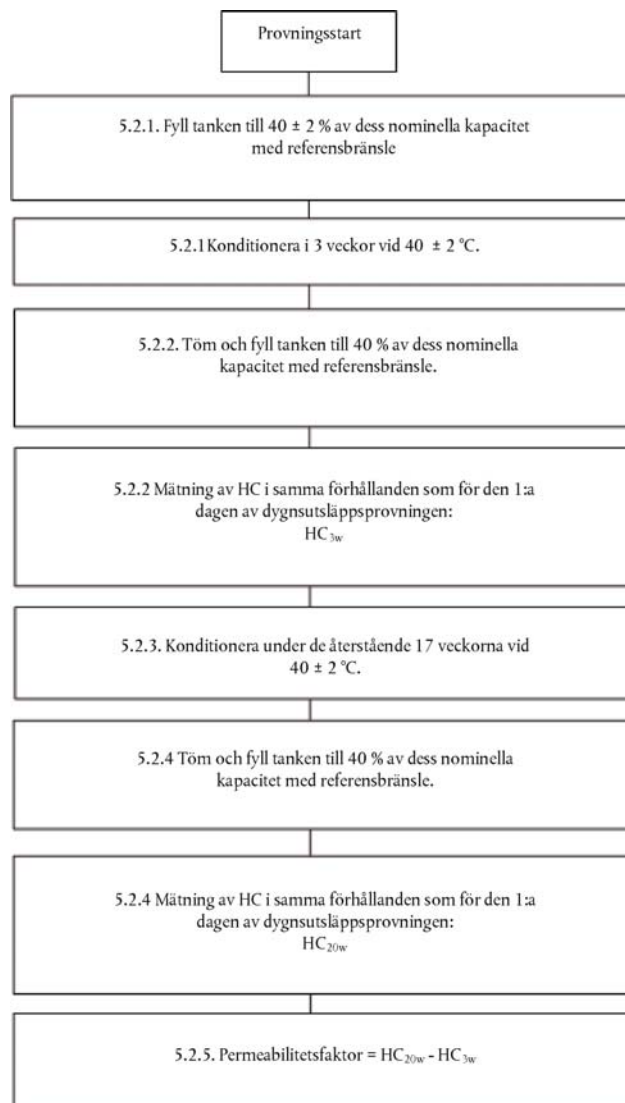 Provningsstart
5.2.1. Fyll tanken till 40 ± 2 % av dess nominella kapacitet
med referensbränsle
5.2.1Konditionera i 3 veckor vid 40 ± 2 °C.
5.2.2. Töm och fyll tanken till 40 % av dess nominella
kapacitet med referensbränsle.
5.2.2 Mätning av HC i samma förhållanden som för den 1:a
dagen av dygnsutsläppsprovningen:
HC3w
5.2.3. Konditionera under de återstående 17 veckorna vid
40 ± 2 °C.
5.2.4 Töm och fyll tanken till 40 % av dess nominella
kapacitet med referensbränsle.
5.2.4 Mätning av HC i samma förhållanden som för den 1:a
dagen av dygnsutsläppsprovningen:
HC20w
5.2.5. Permeabilitetsfaktor = HC20w - HC3w